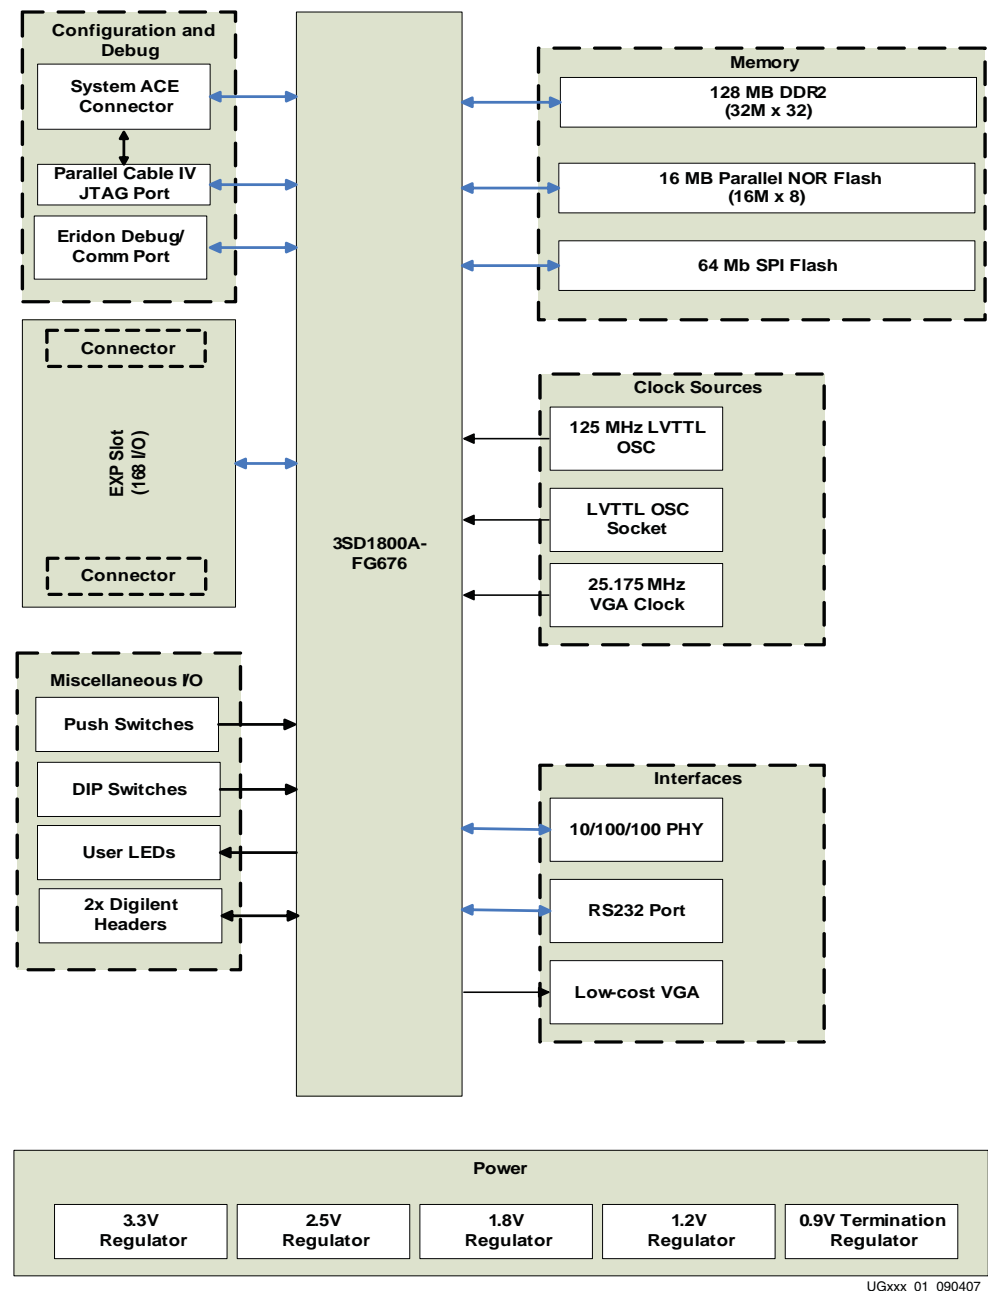 Configuration and
Debug
System ACE
Connector
Parallel Cable IV
JTAG Port
Eridon Debug/
Comm Port
Connector
EXP Slot
(168 I/O)
Connector
Miscellaneous I/O
Push Switches
DIP Switches
User LEDs
2x Digilent
Headers
3SD1800A-
FG676
Memory
128 MB DDR2
(32M x 32)
16 MB Parallel NOR Flash
(16M x 8)
64 Mb SPI Flash
Clock Sources
125 MHz LVTTL
OSC
LVTTL OSC
Socket
25.175 MHz
VGA Clock
Interfaces
10/100/100 PHY
RS232 Port
Low-cost VGA
Power
3.3V
Regulator
2.5V
Regulator
1.8V
Regulator
1.2V
Regulator
0.9V Termination
Regulator
UGxxx_01_090407